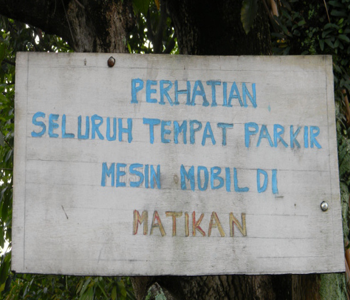 PERHATIAN
SELURUH TEMPAT PARKIR
MESIN MOBIL DI
MATIKAN